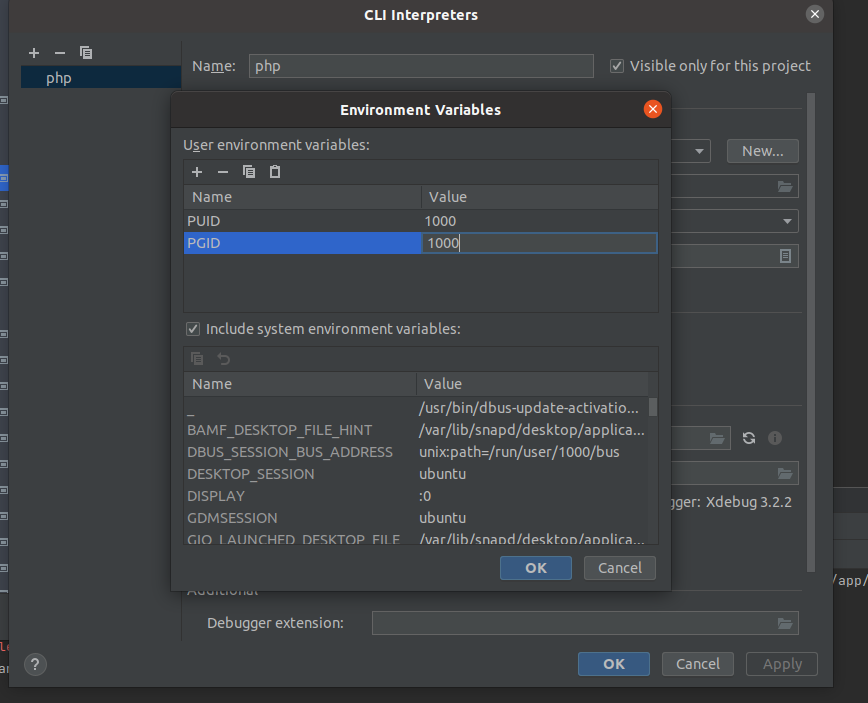 CLI Interpreters
php
Name: php Visible only for this project
New...
Environment Variables
User environment variables:
Name Value
PUID 1000
PGID 1000
Include system environment variables:
Name Value
_ /usr/bin/dbus-update-activatio...
BAMF_DESKTOP_FILE_HINT /var/lib/snapd/desktop/applica...
DBUS_SESSION_BUS_ADDRESS unix:path=/run/user/1000/bus
DESKTOP_SESSION ubuntu
DISPLAY :0
GDMSESSION ubuntu
GIO_LAUNCHED_DESKTOP_FILE /var/lib/snapd/desktop/applica...
OK Cancel
gger: Xdebug 3.2.2
/app/
Additional
Debugger extension:
? OK Cancel Apply